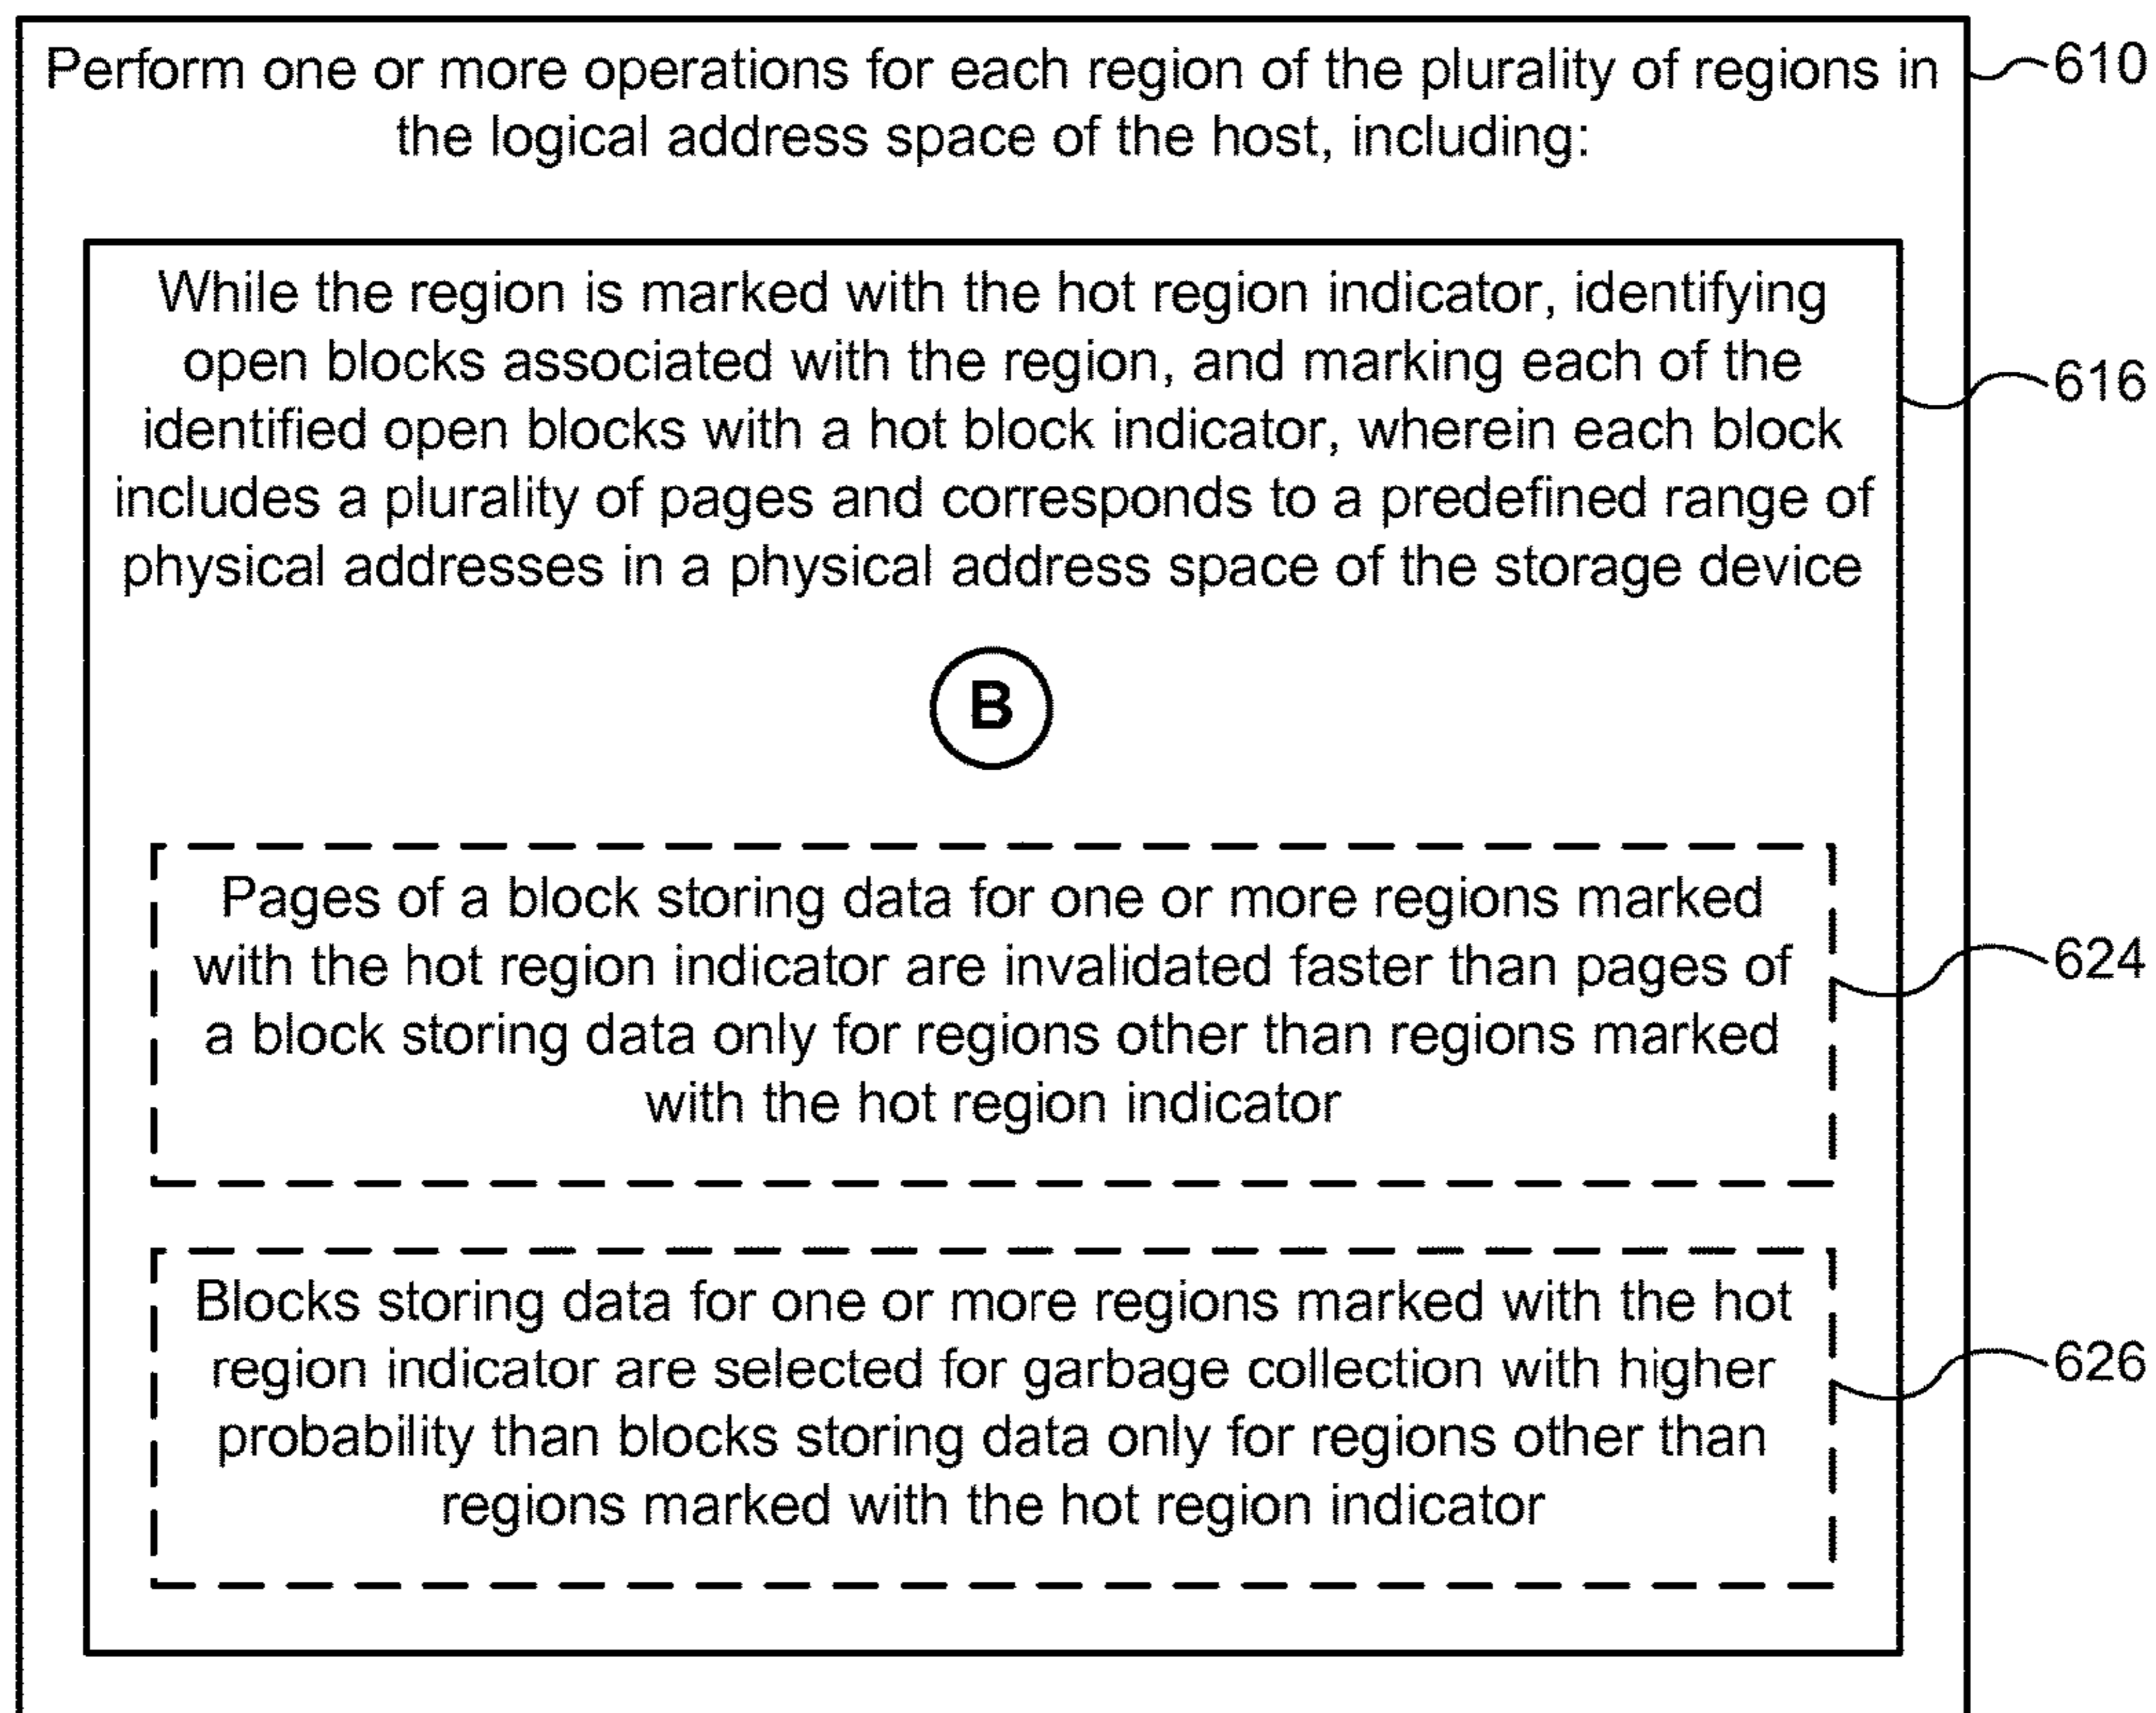 Perform one or more operations for each region of the plurality of regions in
the logical address space of the host, including:
610
While the region is marked with the hot region indicator, identifying
open blocks associated with the region, and marking each of the
identified open blocks with a hot block indicator, wherein each block
includes a plurality of pages and corresponds to a predefined range of
physical addresses in a physical address space of the storage device
616
B
Pages of a block storing data for one or more regions marked
with the hot region indicator are invalidated faster than pages of
a block storing data only for regions other than regions marked
with the hot region indicator
624
Blocks storing data for one or more regions marked with the hot
region indicator are selected for garbage collection with higher
probability than blocks storing data only for regions other than
regions marked with the hot region indicator
626